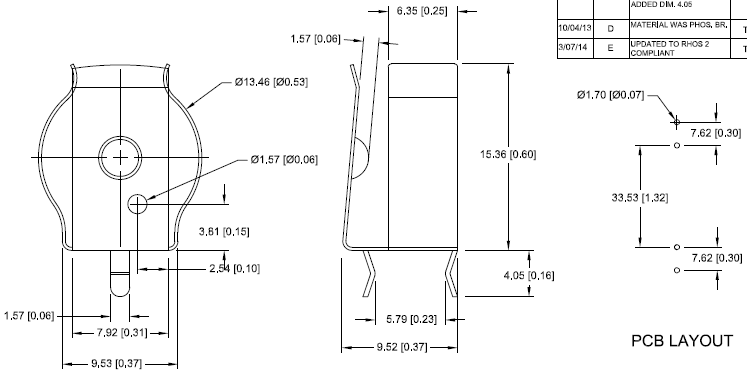 ADDED DIM. 4.05
10/04/13 D MATERIAL WAS PHOS. BR. T
3/07/14 E UPDATED TO RHOS 2 T
COMPLIANT
6.35 [0.25]
1.57 [0.06]
Ø13.46 [Ø0.53]
Ø1.57 [Ø0.06]
15.36 [0.60]
3.81 [0.15]
2.54 [0.10]
4.05 [0.16]
1.57 [0.06]
7.92 [0.31]
9.53 [0.37]
5.79 [0.23]
9.52 [0.37]
Ø1.70 [Ø0.07]
7.62 [0.30]
33.53 [1.32]
7.62 [0.30]
PCB LAYOUT